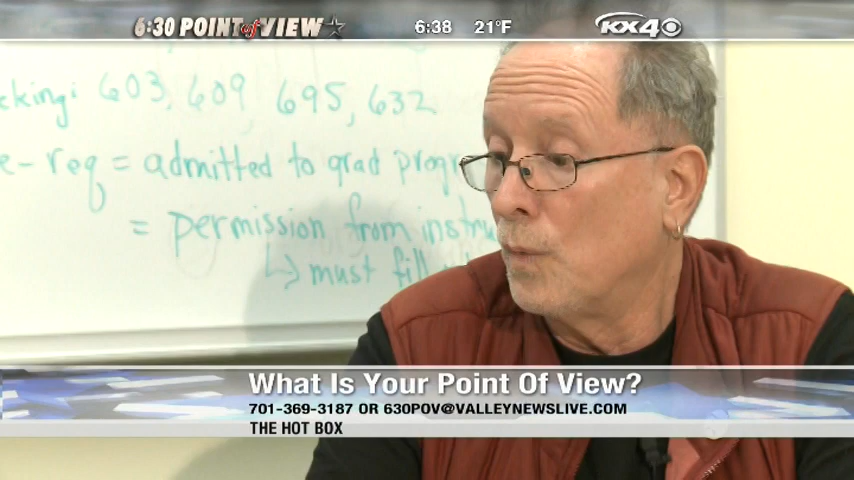 6:30 POINT of VIEW
6:38 21°F
KX4
cking: 603, 609, 695, 632
e-req = admitted to grad progr
= permission from instru
↳ must fill
What Is Your Point Of View?
701-369-3187 OR 630POV@VALLEYNEWSLIVE.COM
THE HOT BOX